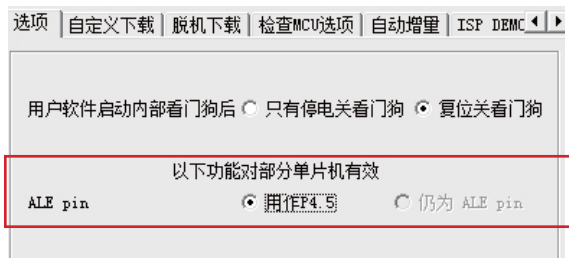 选项 自定义下载 脱机下载 检查MCU选项 自动增量 ISP DEMO
用户软件启动内部看门狗后 只有停电关看门狗 复位关看门狗
以下功能对部分单片机有效
ALE pin 用作P4.5 仍为 ALE pin